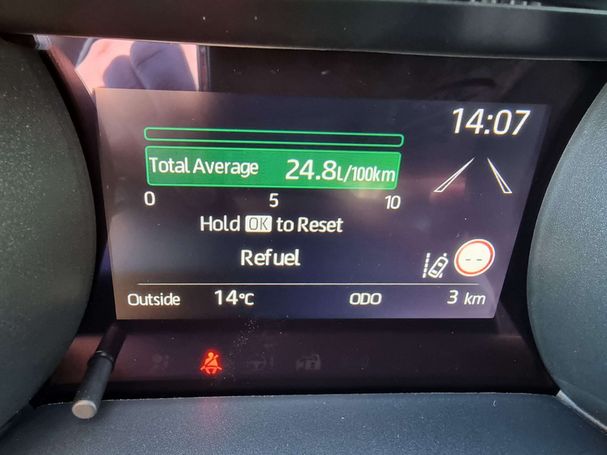 14:07
Total Average 24.8L/100km
0 5 10
Hold OK to Reset
Refuel
--
Outside 14°C ODO 3 km